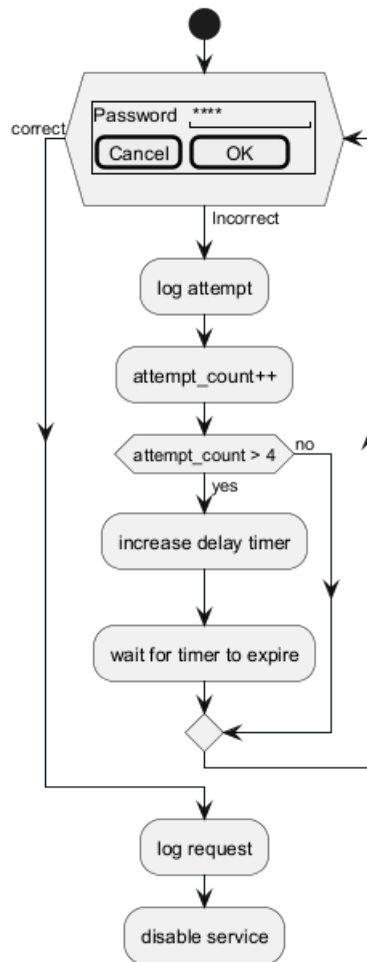 Password ****
correct
Cancel OK
Incorrect
log attempt
attempt_count++
attempt_count > 4 no
yes
increase delay timer
wait for timer to expire
log request
disable service